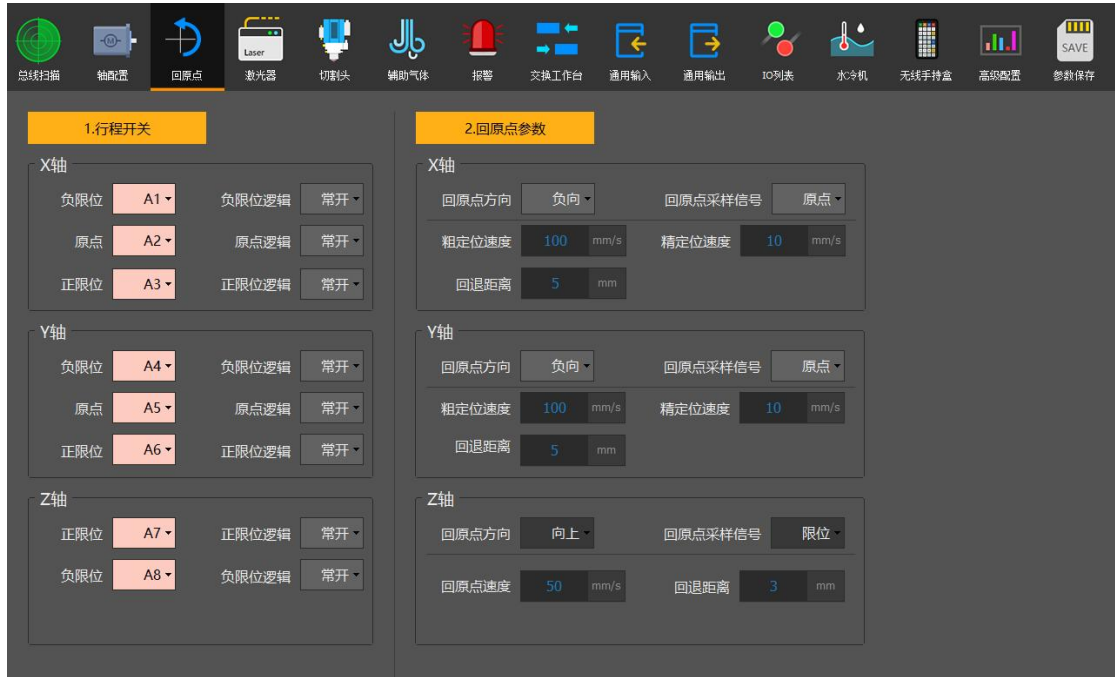 Laser
SAVE
总线扫描 轴配置 回原点 激光器 切割头 辅助气体 报警 交换工作台 通用输入 通用输出 IO列表 水冷机 无线手持盒 高级配置 参数保存
1.行程开关
X轴
负限位 A1 负限位逻辑 常开
原点 A2 原点逻辑 常开
正限位 A3 正限位逻辑 常开
Y轴
负限位 A4 负限位逻辑 常开
原点 A5 原点逻辑 常开
正限位 A6 正限位逻辑 常开
Z轴
正限位 A7 正限位逻辑 常开
负限位 A8 负限位逻辑 常开
2.回原点参数
X轴
回原点方向 负向 回原点采样信号 原点
粗定位速度 100 mm/s 精定位速度 10 mm/s
回退距离 5 mm
Y轴
回原点方向 负向 回原点采样信号 原点
粗定位速度 100 mm/s 精定位速度 10 mm/s
回退距离 5 mm
Z轴
回原点方向 向上 回原点采样信号 限位
回原点速度 50 mm/s 回退距离 3 mm